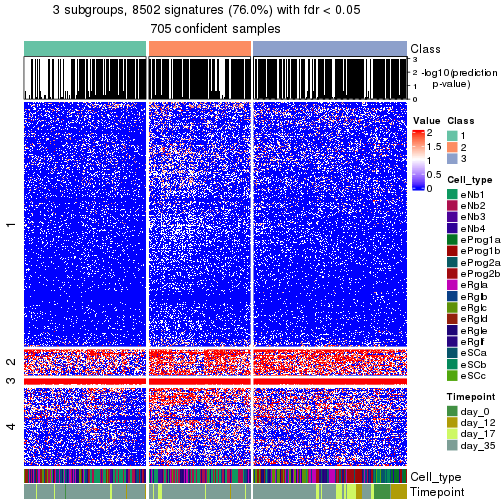 3 subgroups, 8502 signatures (76.0%) with fdr < 0.05
705 confident samples
Class
3
2
1
0
-log10(prediction
p-value)
1
2
3
4
Cell_type
Timepoint
Value
2
1.5
1
0.5
0
Class
1
2
3
Cell_type
eNb1
eNb2
eNb3
eNb4
eProg1a
eProg1b
eProg2a
eProg2b
eRgla
eRglb
eRglc
eRgld
eRgle
eRglf
eSCa
eSCb
eSCc
Timepoint
day_0
day_12
day_17
day_35